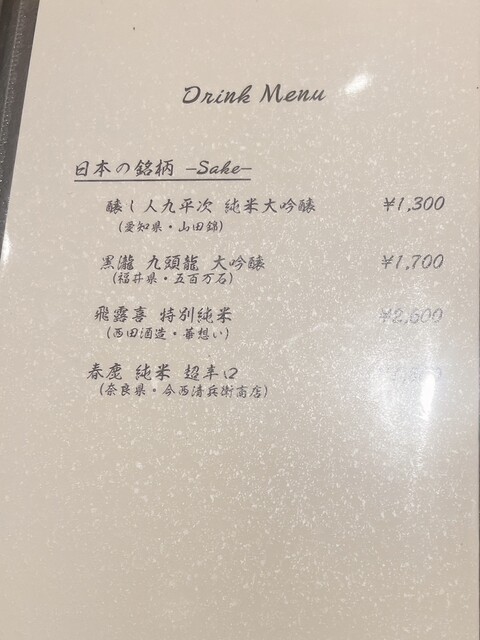 Drink Menu
日本の銘柄 -Sake-
醸し人九平次 純米大吟醸 ¥1,300
(愛知県・山田錦)
黒瀧 九頭龍 大吟醸 ¥1,700
(福井県・五百万石)
飛露喜 特別純米 ¥2,600
(西田酒造・華想い)
春鹿 純米 超辛口
(奈良県・今西清兵衛商店)